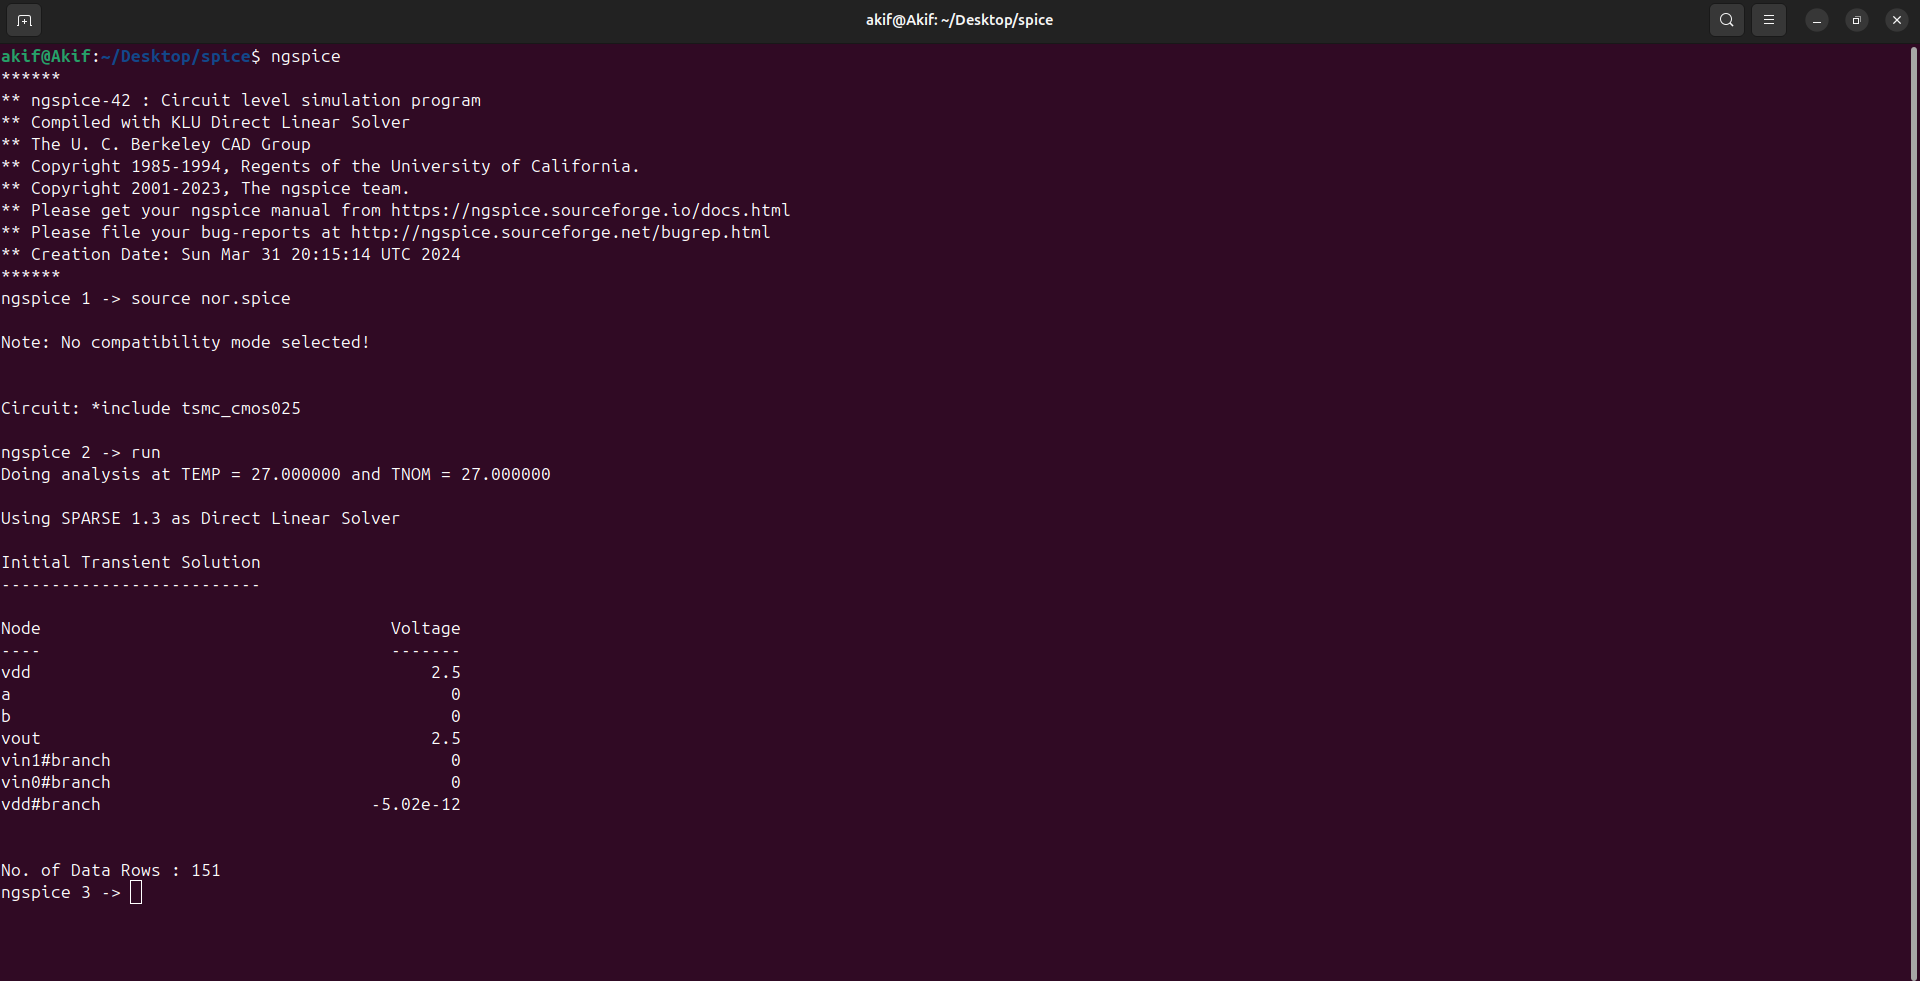 akif@Akif: ~/Desktop/spice
akif@Akif:~/Desktop/spice$ ngspice
******
** ngspice-42 : Circuit level simulation program
** Compiled with KLU Direct Linear Solver
** The U. C. Berkeley CAD Group
** Copyright 1985-1994, Regents of the University of California.
** Copyright 2001-2023, The ngspice team.
** Please get your ngspice manual from https://ngspice.sourceforge.io/docs.html
** Please file your bug-reports at http://ngspice.sourceforge.net/bugrep.html
** Creation Date: Sun Mar 31 20:15:14 UTC 2024
******
ngspice 1 -> source nor.spice
Note: No compatibility mode selected!
Circuit: *include tsmc_cmos025
ngspice 2 -> run
Doing analysis at TEMP = 27.000000 and TNOM = 27.000000
Using SPARSE 1.3 as Direct Linear Solver
Initial Transient Solution
--------------------------
Node Voltage
---- -------
vdd 2.5
a 0
b 0
vout 2.5
vin1#branch 0
vin0#branch 0
vdd#branch -5.02e-12
No. of Data Rows : 151
ngspice 3 ->